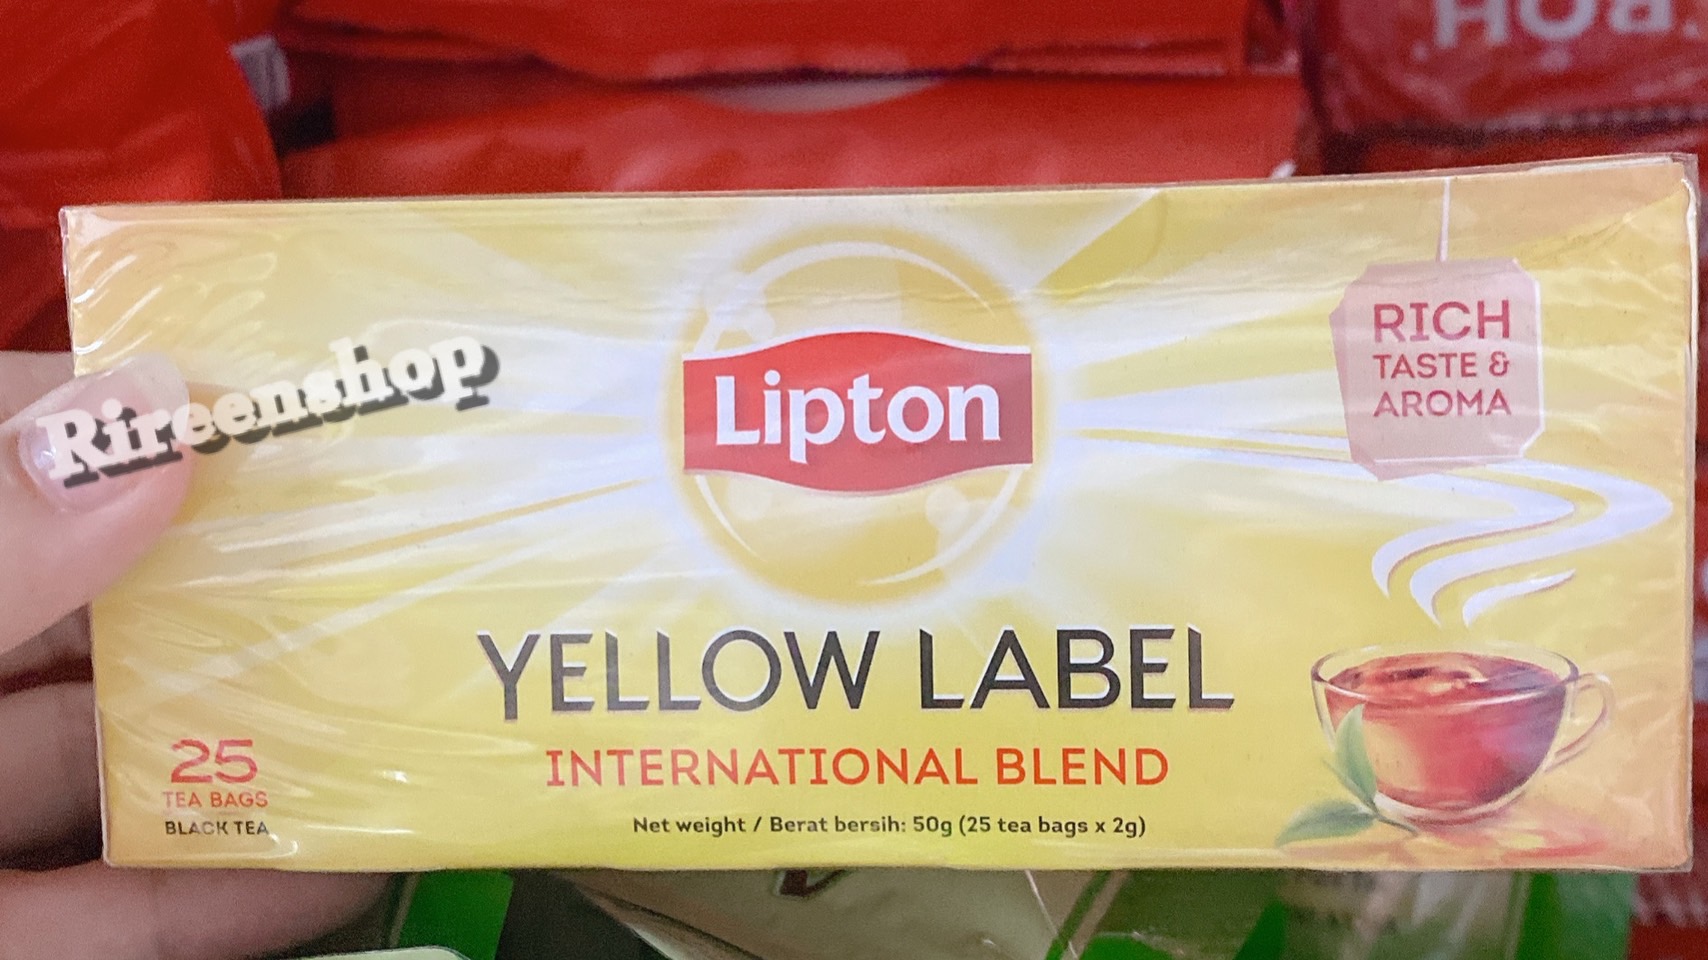 Rireenshop
Lipton
RICH
TASTE &
AROMA
YELLOW LABEL
INTERNATIONAL BLEND
25
TEA BAGS
BLACK TEA
Net weight / Berat bersih: 50g (25 tea bags x 2g)